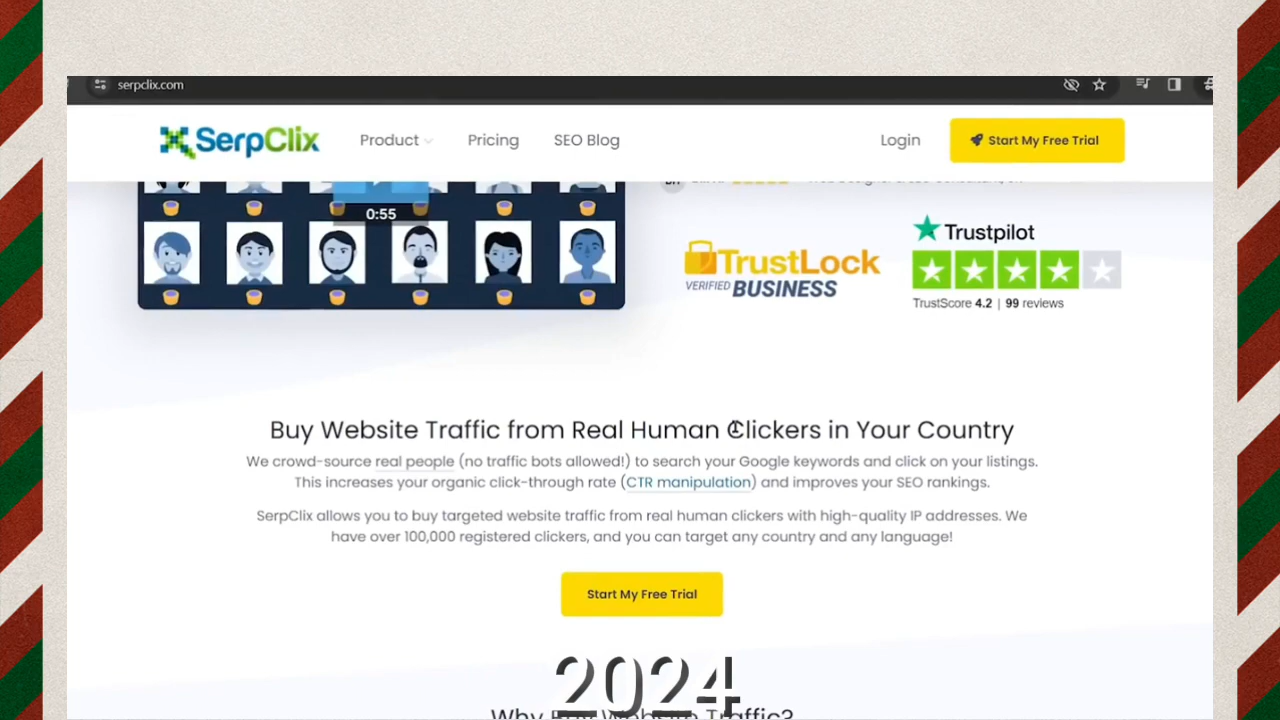 serpclix.com
SerpClix
Product
Pricing
SEO Blog
Login
Start My Free Trial
0:55
TrustLock
VERIFIED BUSINESS
Trustpilot
TrustScore 4.2 | 99 reviews
Buy Website Traffic from Real Human Clickers in Your Country
We crowd-source real people (no traffic bots allowed!) to search your Google keywords and click on your listings.
This increases your organic click-through rate (CTR manipulation) and improves your SEO rankings.
SerpClix allows you to buy targeted website traffic from real human clickers with high-quality IP addresses. We
have over 100,000 registered clickers, and you can target any country and any language!
Start My Free Trial
2024
Why Buy Website Traffic?